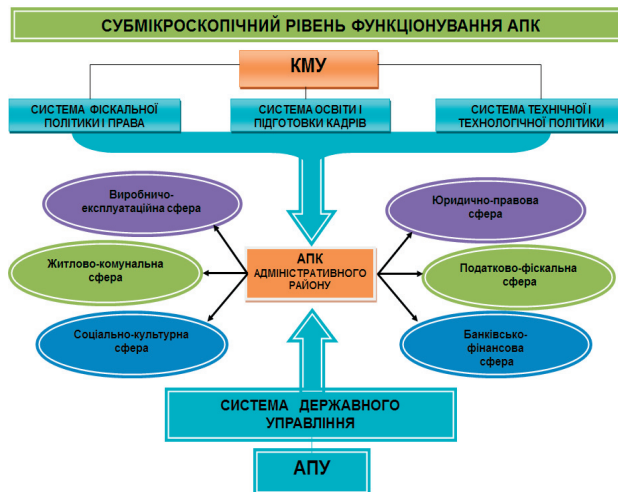 СУБМІКРОСКОПІЧНИЙ РІВЕНЬ ФУНКЦІОНУВАННЯ АПК
КМУ
СИСТЕМА ФІСКАЛЬНОЇ
ПОЛІТИКИ І ПРАВА
СИСТЕМА ОСВІТИ І
ПІДГОТОВКИ КАДРІВ
СИСТЕМА ТЕХНІЧНОЇ І
ТЕХНОЛОГІЧНОЇ ПОЛІТИКИ
Виробничо-
експлуатаційна сфера
Юридично-правова
сфера
Житлово-комунальна
сфера
АПК
АДМІНІСТРАТИВНОГО
РАЙОНУ
Податково-фіскальна
сфера
Соціально-культурна
сфера
Банківсько-
фінансова
сфера
СИСТЕМА ДЕРЖАВНОГО
УПРАВЛІННЯ
АПУ